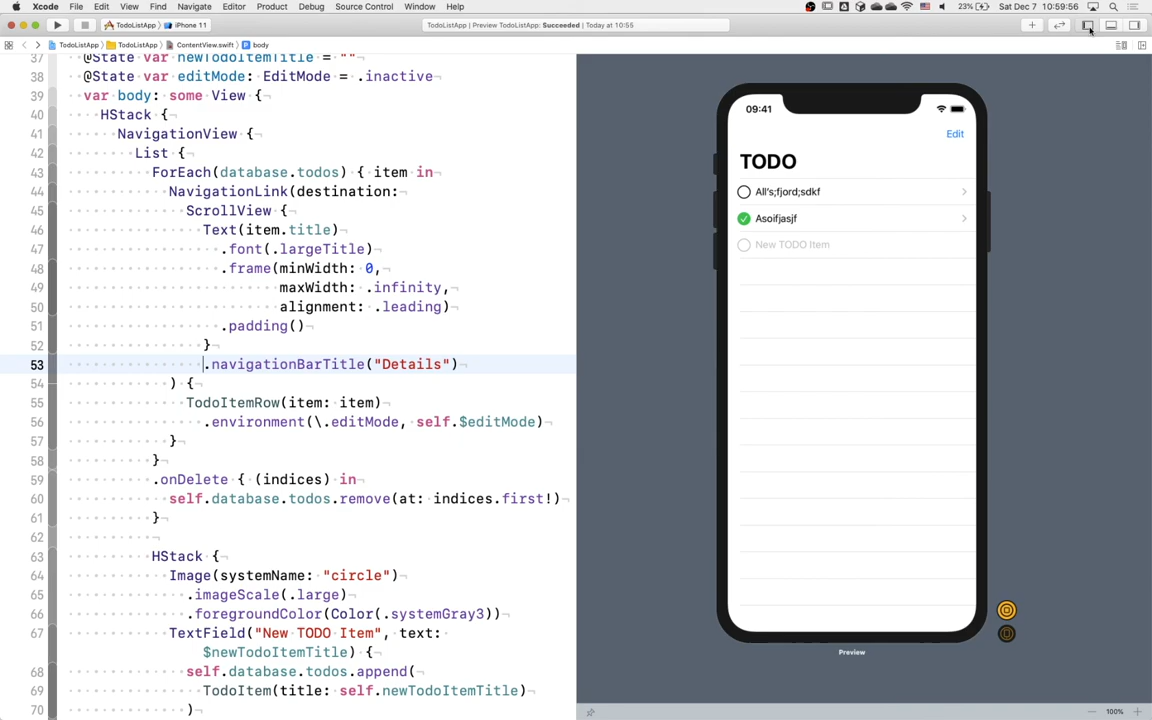 Xcode File Edit View Find Navigate Editor Product Debug Source Control Window Help 23% Sat Dec 7 10:59:56
TodoListApp iPhone 11 TodoListApp | Preview TodoListApp: Succeeded | Today at 10:55
TodoListApp TodoListApp ContentView.swift body
37 @State var newTodoItemTitle = ""
38 @State var editMode: EditMode = .inactive
39 var body: some View {
40 HStack {
41 NavigationView {
42 List {
43 ForEach(database.todos) { item in
44 NavigationLink(destination:
45 ScrollView {
46 Text(item.title)
47 .font(.largeTitle)
48 .frame(minWidth: 0,
49 maxWidth: .infinity,
50 alignment: .leading)
51 .padding()
52 }
53 .navigationBarTitle("Details")
54 ) {
55 TodoItemRow(item: item)
56 .environment(\.editMode, self.$editMode)
57 }
58 }
59 .onDelete { (indices) in
60 self.database.todos.remove(at: indices.first!)
61 }
62
63 HStack {
64 Image(systemName: "circle")
65 .imageScale(.large)
66 .foregroundColor(Color(.systemGray3))
67 TextField("New TODO Item", text:
$newTodoItemTitle) {
68 self.database.todos.append(
69 TodoItem(title: self.newTodoItemTitle)
70 )
09:41
Edit
TODO
All's;fjord;sdkf
Asoifjasjf
New TODO Item
Preview
100%